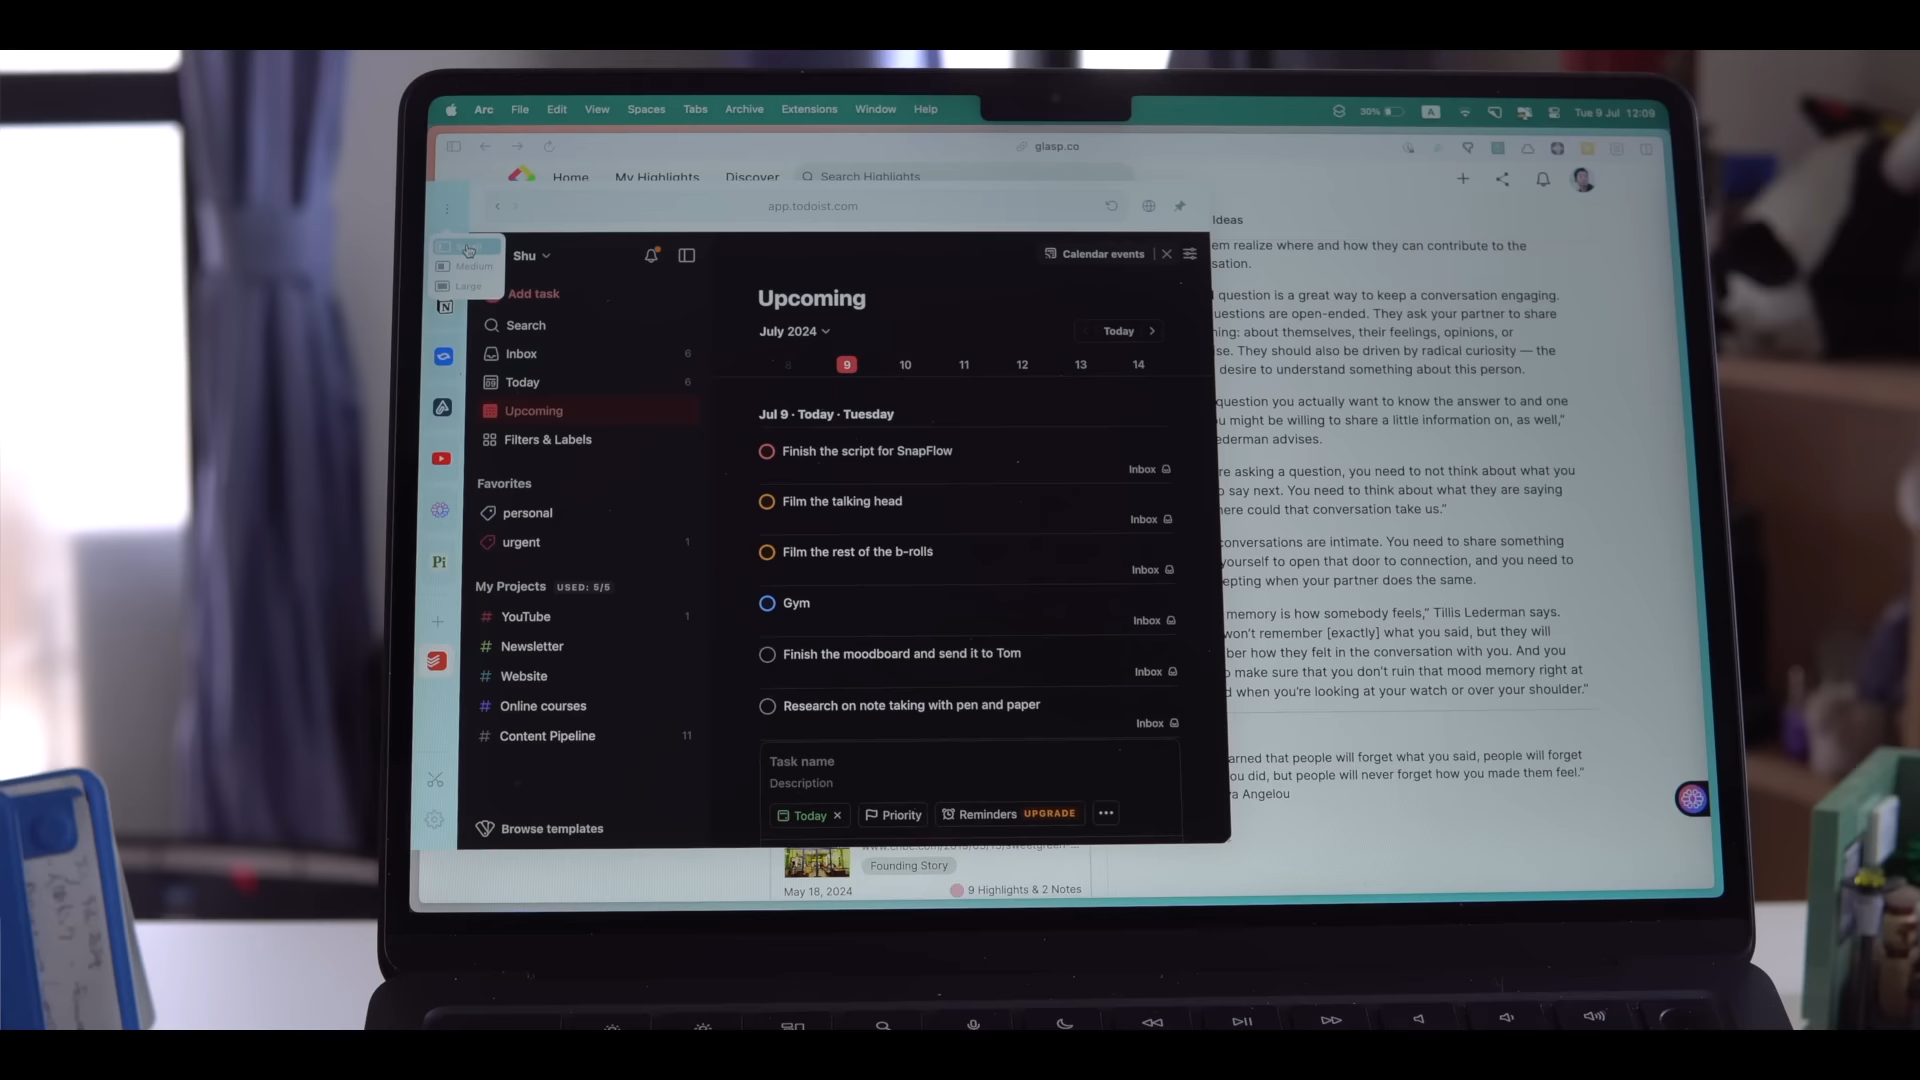 Arc File Edit View Spaces Tabs Archive Extensions Window Help
30% A Tue 9 Jul 12:09
glasp.co
Home My Highlights Discover Search Highlights
app.todoist.com
Medium
Large
Shu
Add task
Search
Inbox 6
Today 6
Upcoming
Filters & Labels
Favorites
personal
urgent 1
My Projects USED: 5/5
# YouTube 1
# Newsletter
# Website
# Online courses
# Content Pipeline 11
Browse templates
Pi
Calendar events
Upcoming
July 2024
Today
8 9 10 11 12 13 14
Jul 9 · Today · Tuesday
Finish the script for SnapFlow
Inbox
Film the talking head
Inbox
Film the rest of the b-rolls
Inbox
Gym
Inbox
Finish the moodboard and send it to Tom
Inbox
Research on note taking with pen and paper
Inbox
Task name
Description
Today Priority Reminders UPGRADE
Founding Story
May 18, 2024 9 Highlights & 2 Notes
Ideas
em realize where and how they can contribute to the
sation.
question is a great way to keep a conversation engaging.
uestions are open-ended. They ask your partner to share
ning: about themselves, their feelings, opinions, or
se. They should also be driven by radical curiosity — the
desire to understand something about this person.
question you actually want to know the answer to and one
u might be willing to share a little information on, as well,”
ederman advises.
re asking a question, you need to not think about what you
o say next. You need to think about what they are saying
here could that conversation take us.”
conversations are intimate. You need to share something
yourself to open that door to connection, and you need to
epting when your partner does the same.
memory is how somebody feels,” Tillis Lederman says.
won’t remember [exactly] what you said, but they will
ber how they felt in the conversation with you. And you
o make sure that you don’t ruin that mood memory right at
d when you’re looking at your watch or over your shoulder.”
arned that people will forget what you said, people will forget
ou did, but people will never forget how you made them feel.”
a Angelou